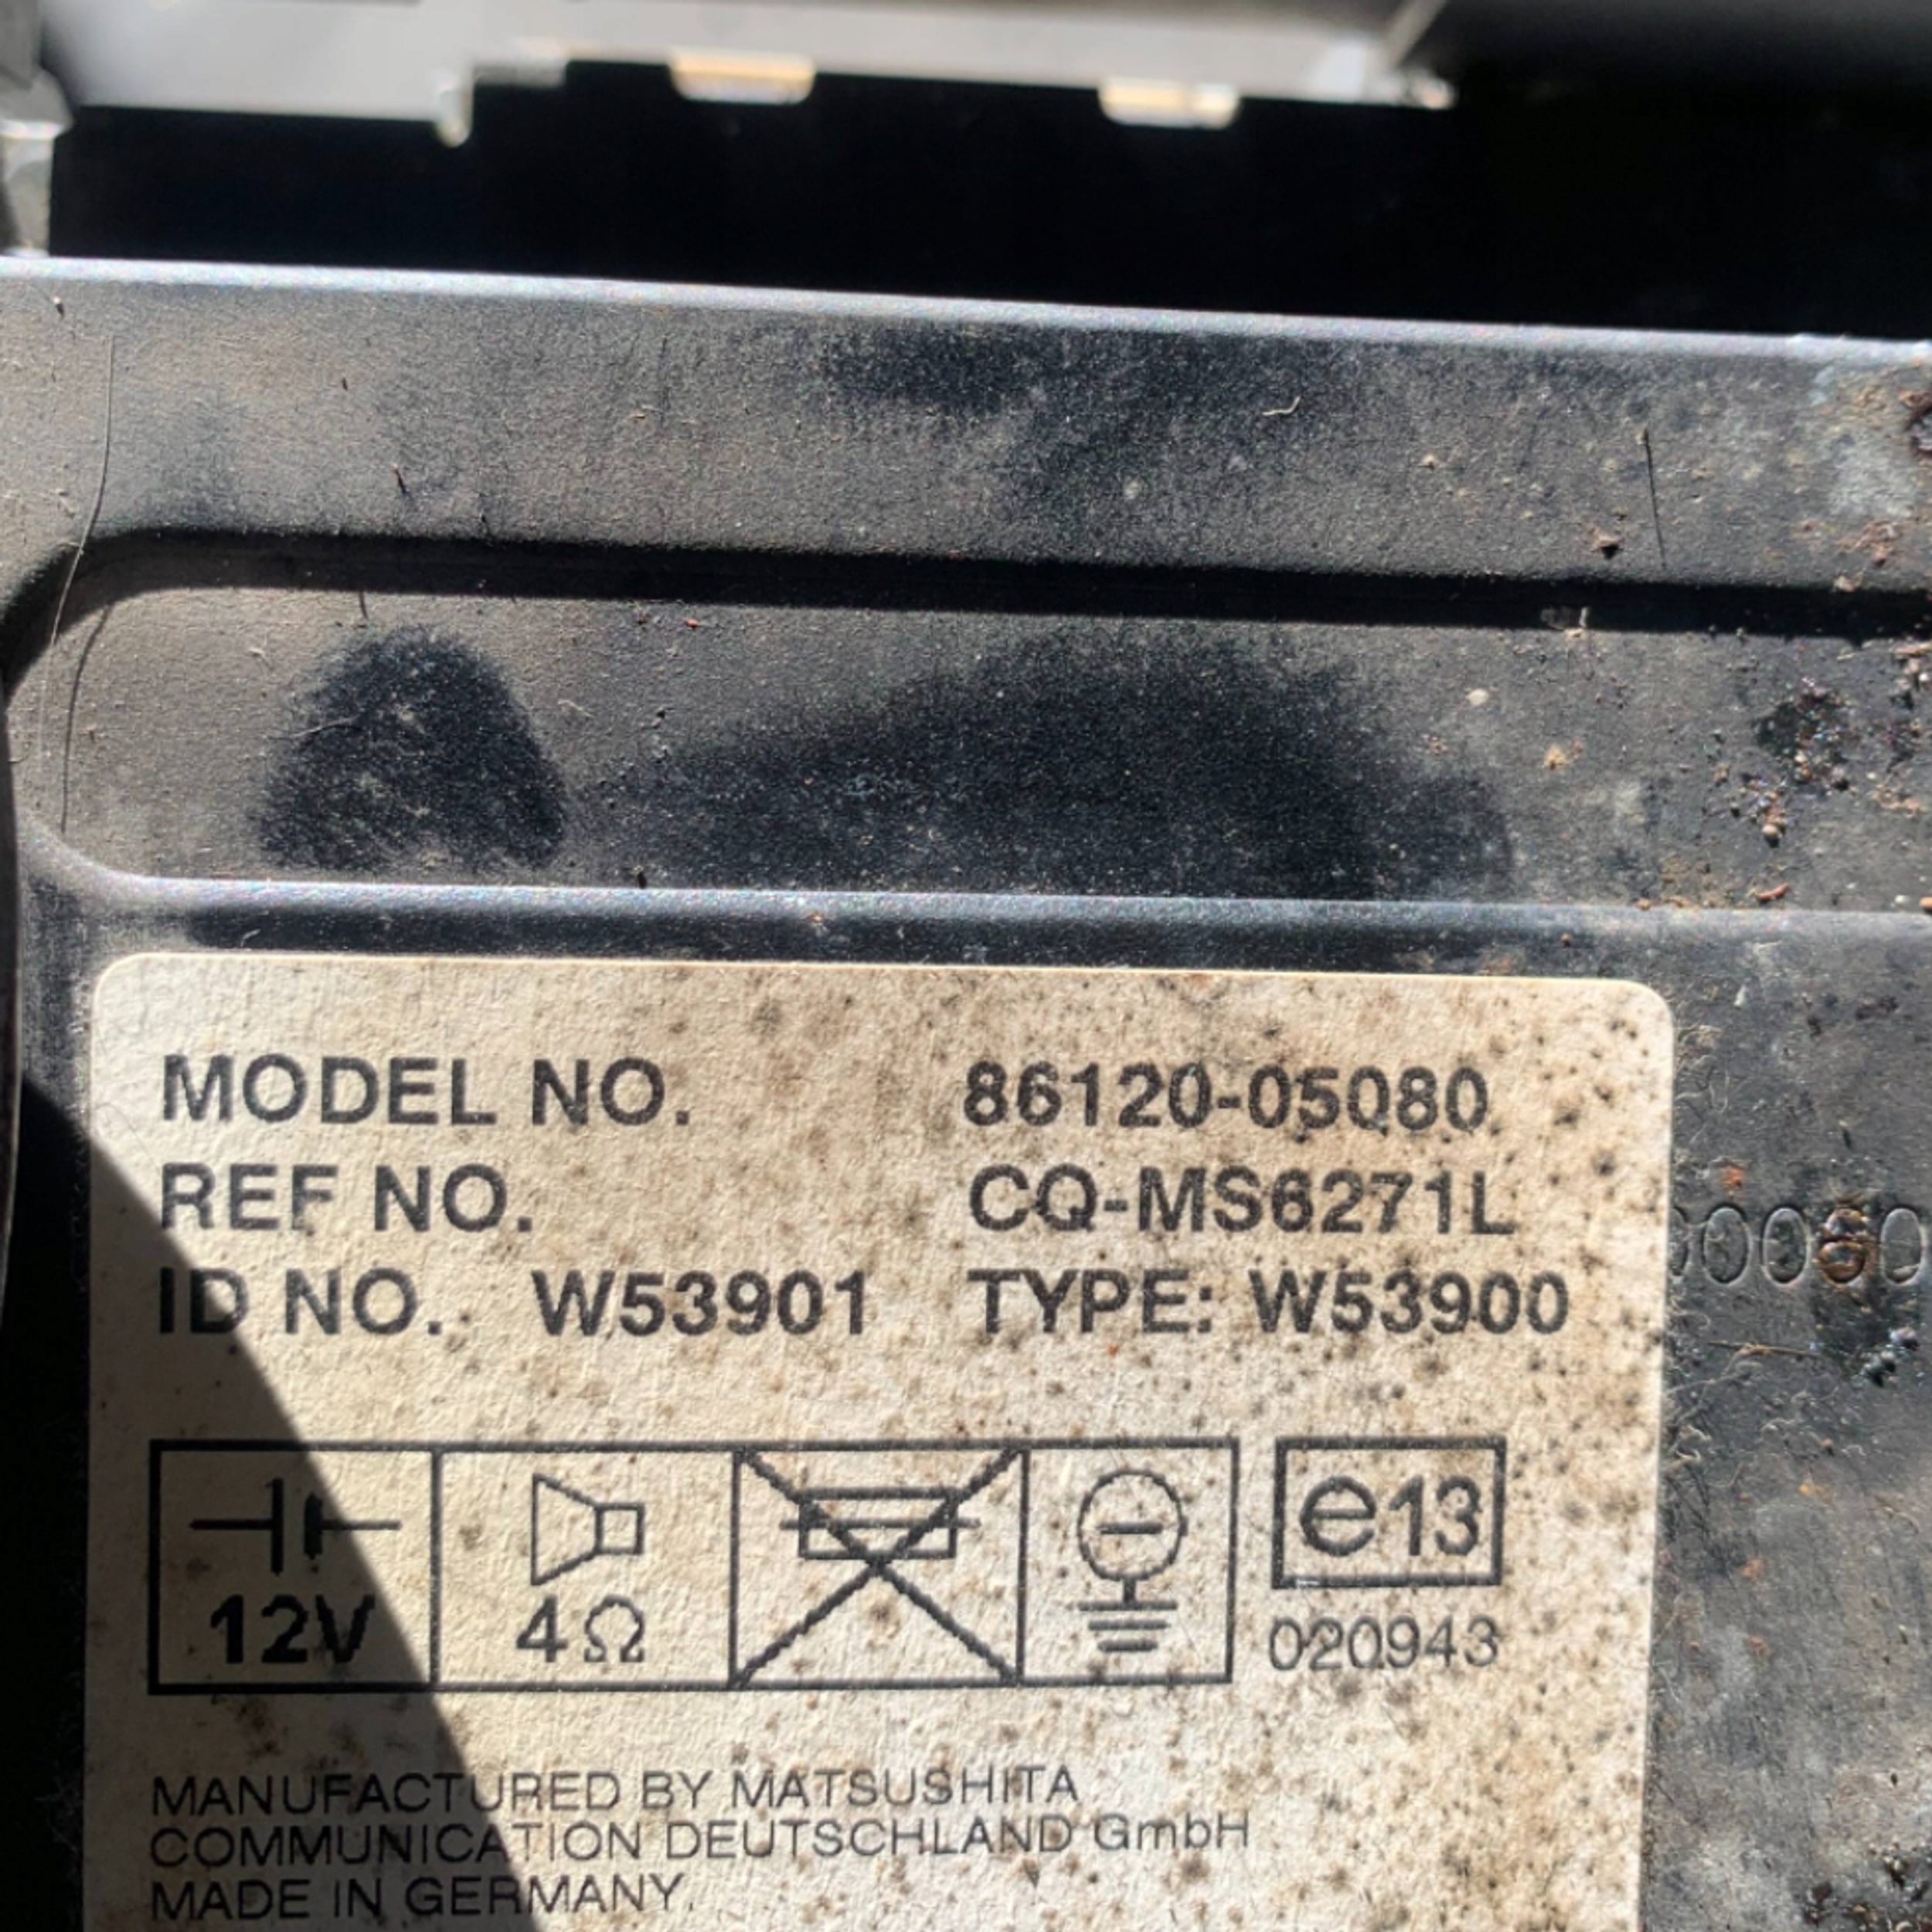 MODEL NO. 86120-05080
REF NO. CQ-MS6271L
ID NO. W53901 TYPE: W53900
12V 4Ω e13
020943
MANUFACTURED BY MATSUSHITA
COMMUNICATION DEUTSCHLAND GmbH
MADE IN GERMANY.